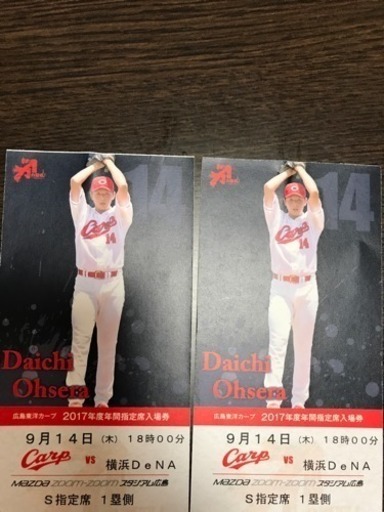 14
Carp
14
Daichi
Ohsera
広島東洋カープ 2017年度年間指定席入場券
9月14日(木) 18時00分
Carp vs 横浜DeNA
MAZDA ZOOM-ZOOM スタジアム広島
S指定席 1塁側
14
Carp
14
Daichi
Ohsera
広島東洋カープ 2017年度年間指定席入場券
9月14日(木) 18時00分
Carp vs 横浜DeNA
MAZDA ZOOM-ZOOM スタジアム広島
S指定席 1塁側